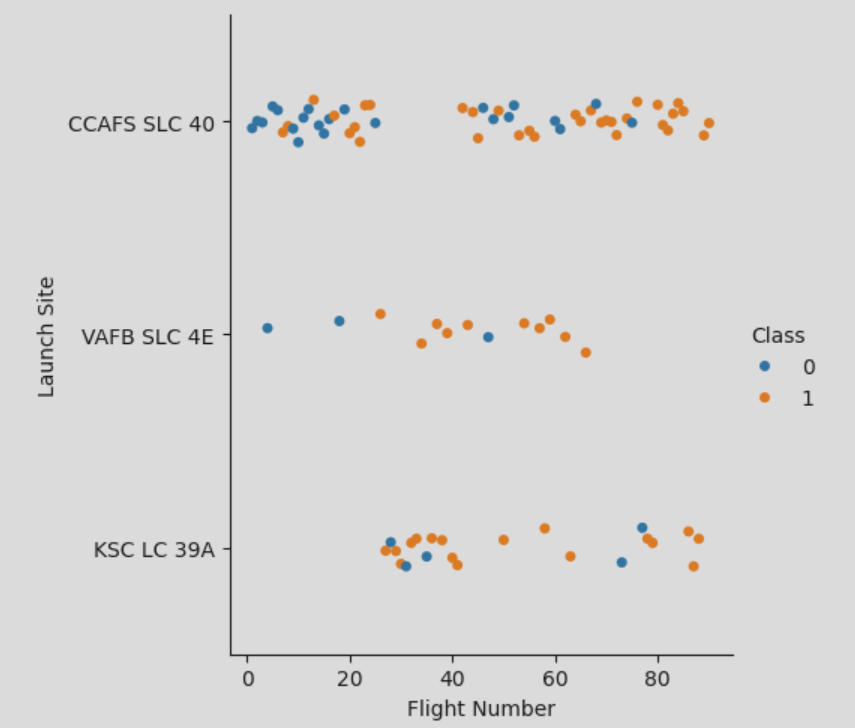 CCAFS SLC 40
VAFB SLC 4E
KSC LC 39A
Launch Site
0 20 40 60 80
Flight Number
Class
0
1